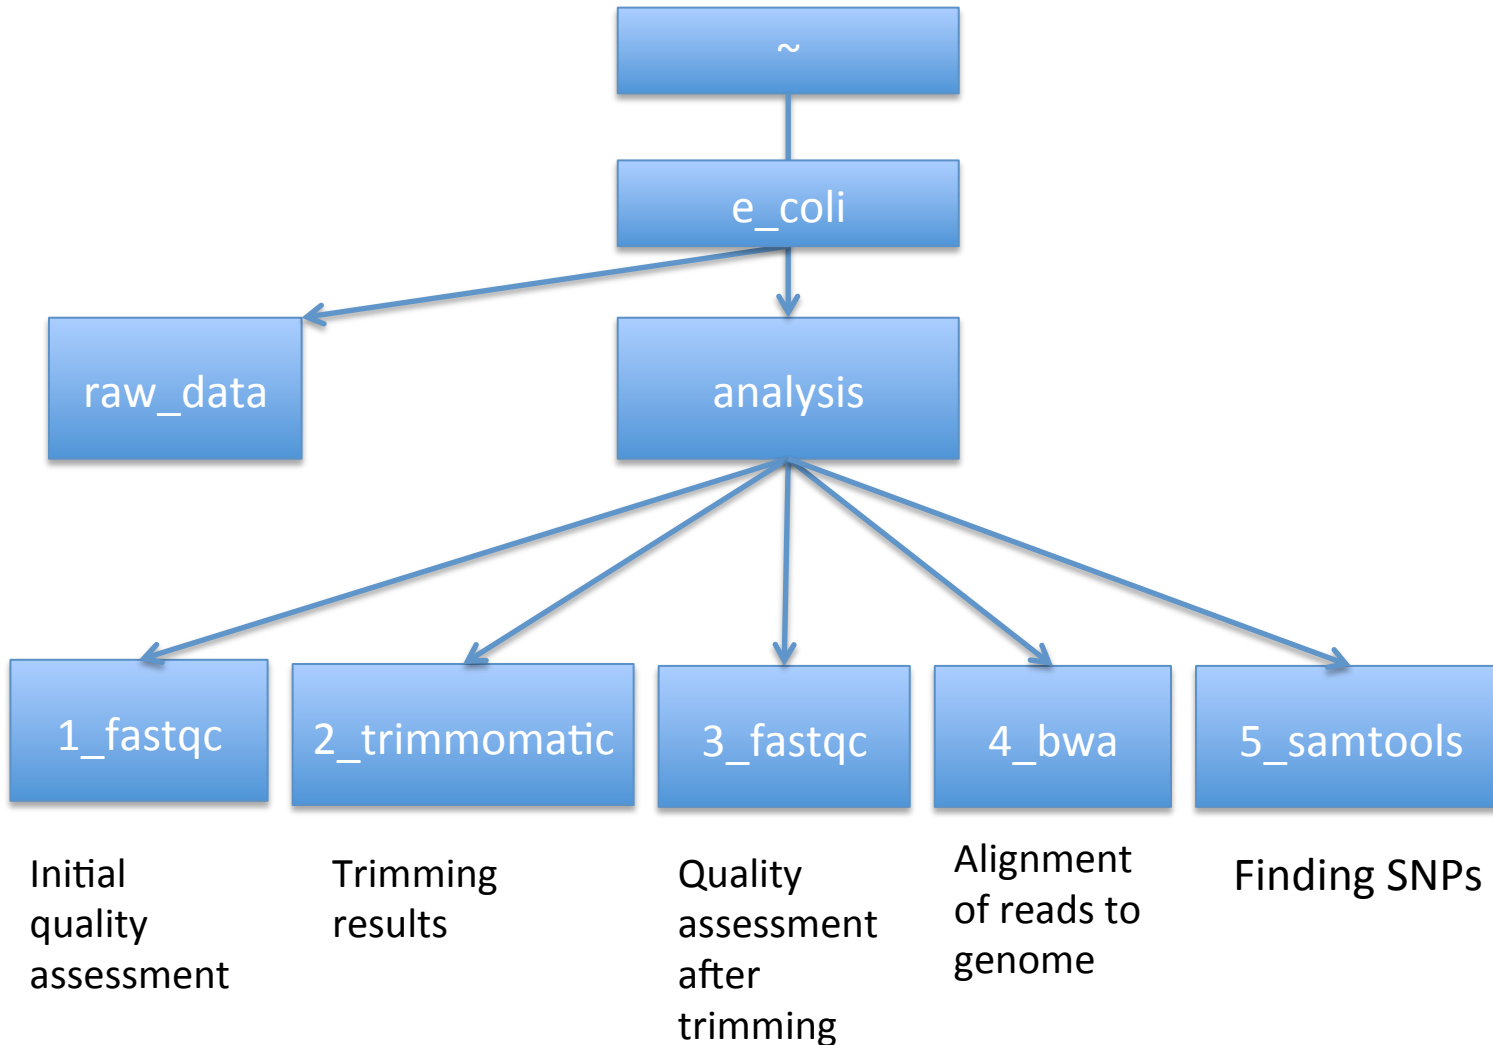 ~
e_coli
raw_data
analysis
1_fastqc
2_trimmomatic
3_fastqc
4_bwa
5_samtools
Initial
quality
assessment
Trimming
results
Quality
assessment
after
trimming
Alignment
of reads to
genome
Finding SNPs